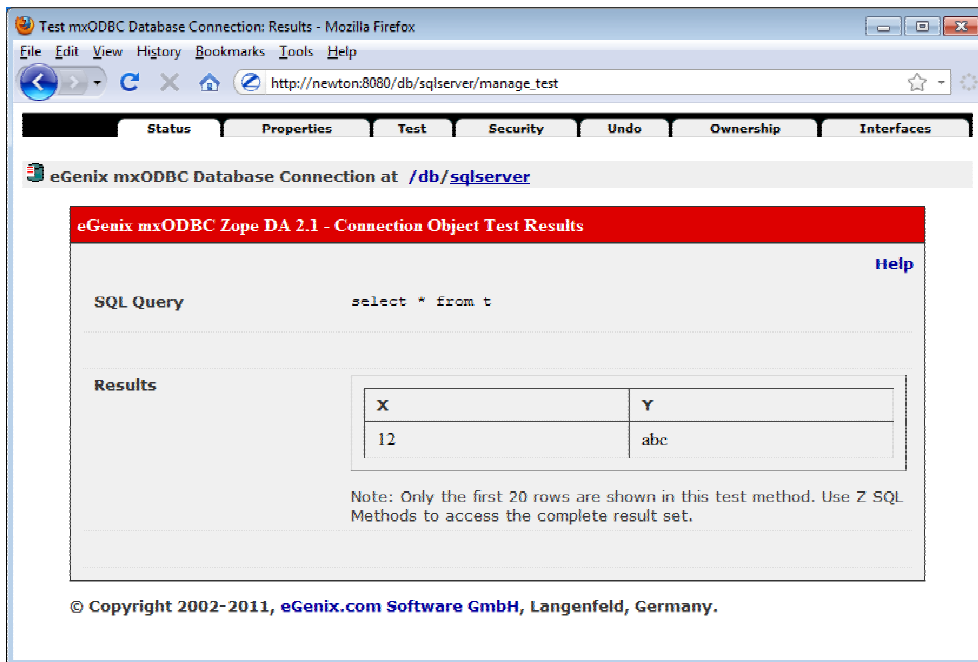 Test mxODBC Database Connection: Results - Mozilla Firefox
File Edit View History Bookmarks Tools Help
http://newton:8080/db/sqlserver/manage_test
Status Properties Test Security Undo Ownership Interfaces
eGenix mxODBC Database Connection at /db/sqlserver
eGenix mxODBC Zope DA 2.1 - Connection Object Test Results
Help
SQL Query select * from t
Results
X Y
12 abc
Note: Only the first 20 rows are shown in this test method. Use Z SQL
Methods to access the complete result set.
© Copyright 2002-2011, eGenix.com Software GmbH, Langenfeld, Germany.